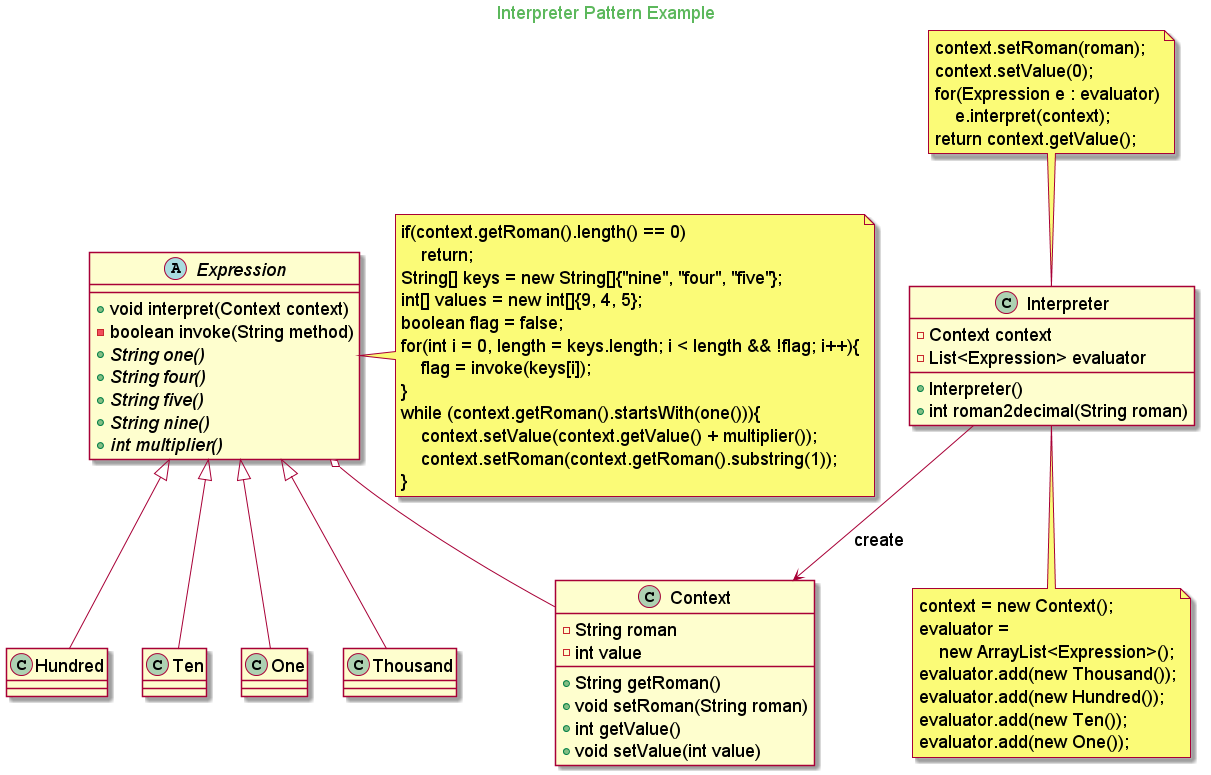 Interpreter Pattern Example
context.setRoman(roman);
context.setValue(0);
for(Expression e : evaluator)
    e.interpret(context);
return context.getValue();
if(context.getRoman().length() == 0)
    return;
String[] keys = new String[]{"nine", "four", "five"};
int[] values = new int[]{9, 4, 5};
boolean flag = false;
for(int i = 0, length = keys.length; i < length && !flag; i++){
    flag = invoke(keys[i]);
}
while (context.getRoman().startsWith(one())){
    context.setValue(context.getValue() + multiplier());
    context.setRoman(context.getRoman().substring(1));
}
A Expression
void interpret(Context context)
boolean invoke(String method)
String one()
String four()
String five()
String nine()
int multiplier()
C Interpreter
Context context
List<Expression> evaluator
Interpreter()
int roman2decimal(String roman)
create
C Hundred
C Ten
C One
C Thousand
C Context
String roman
int value
String getRoman()
void setRoman(String roman)
int getValue()
void setValue(int value)
context = new Context();
evaluator =
    new ArrayList<Expression>();
evaluator.add(new Thousand());
evaluator.add(new Hundred());
evaluator.add(new Ten());
evaluator.add(new One());